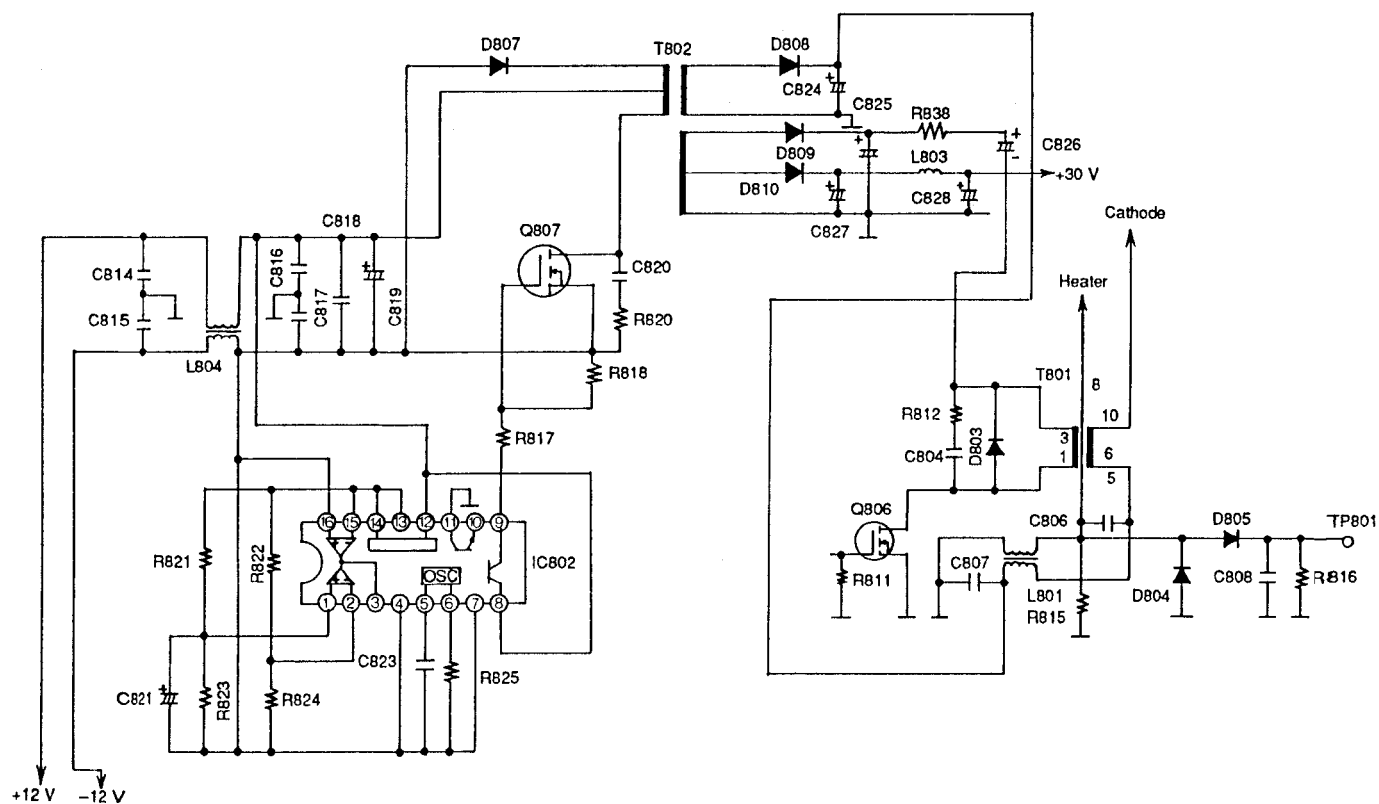 D807
T802
D808
C824
C825
R838
C826
D809
L803
D810
C828
+30 V
C827
Cathode
Heater
C818
Q807
C814
C816
C820
C815
C817
C819
R820
L804
R818
T801
8
R812
10
3
C804
D803
1
6
5
R817
Q806
C806
D805
TP801
16
15
14
13
12
11
10
9
R821
R822
OSC
IC802
R811
C807
L801
R815
D804
C808
R816
1
2
3
4
5
6
7
8
C823
R825
C821
R823
R824
+12 V
-12 V
+
+
+
+
+
+
-
+